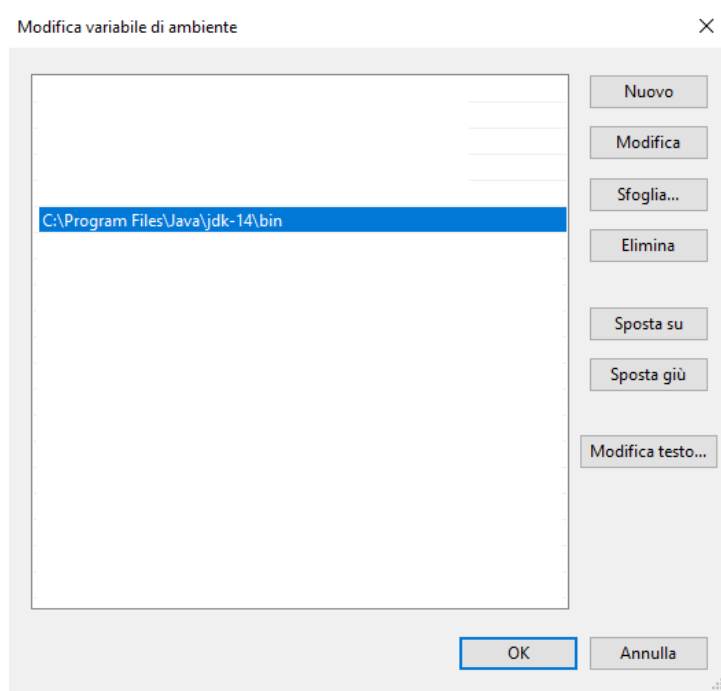 Modifica variabile di ambiente
Nuovo
Modifica
Sfoglia...
C:\Program Files\Java\jdk-14\bin
Elimina
Sposta su
Sposta giù
Modifica testo...
OK
Annulla